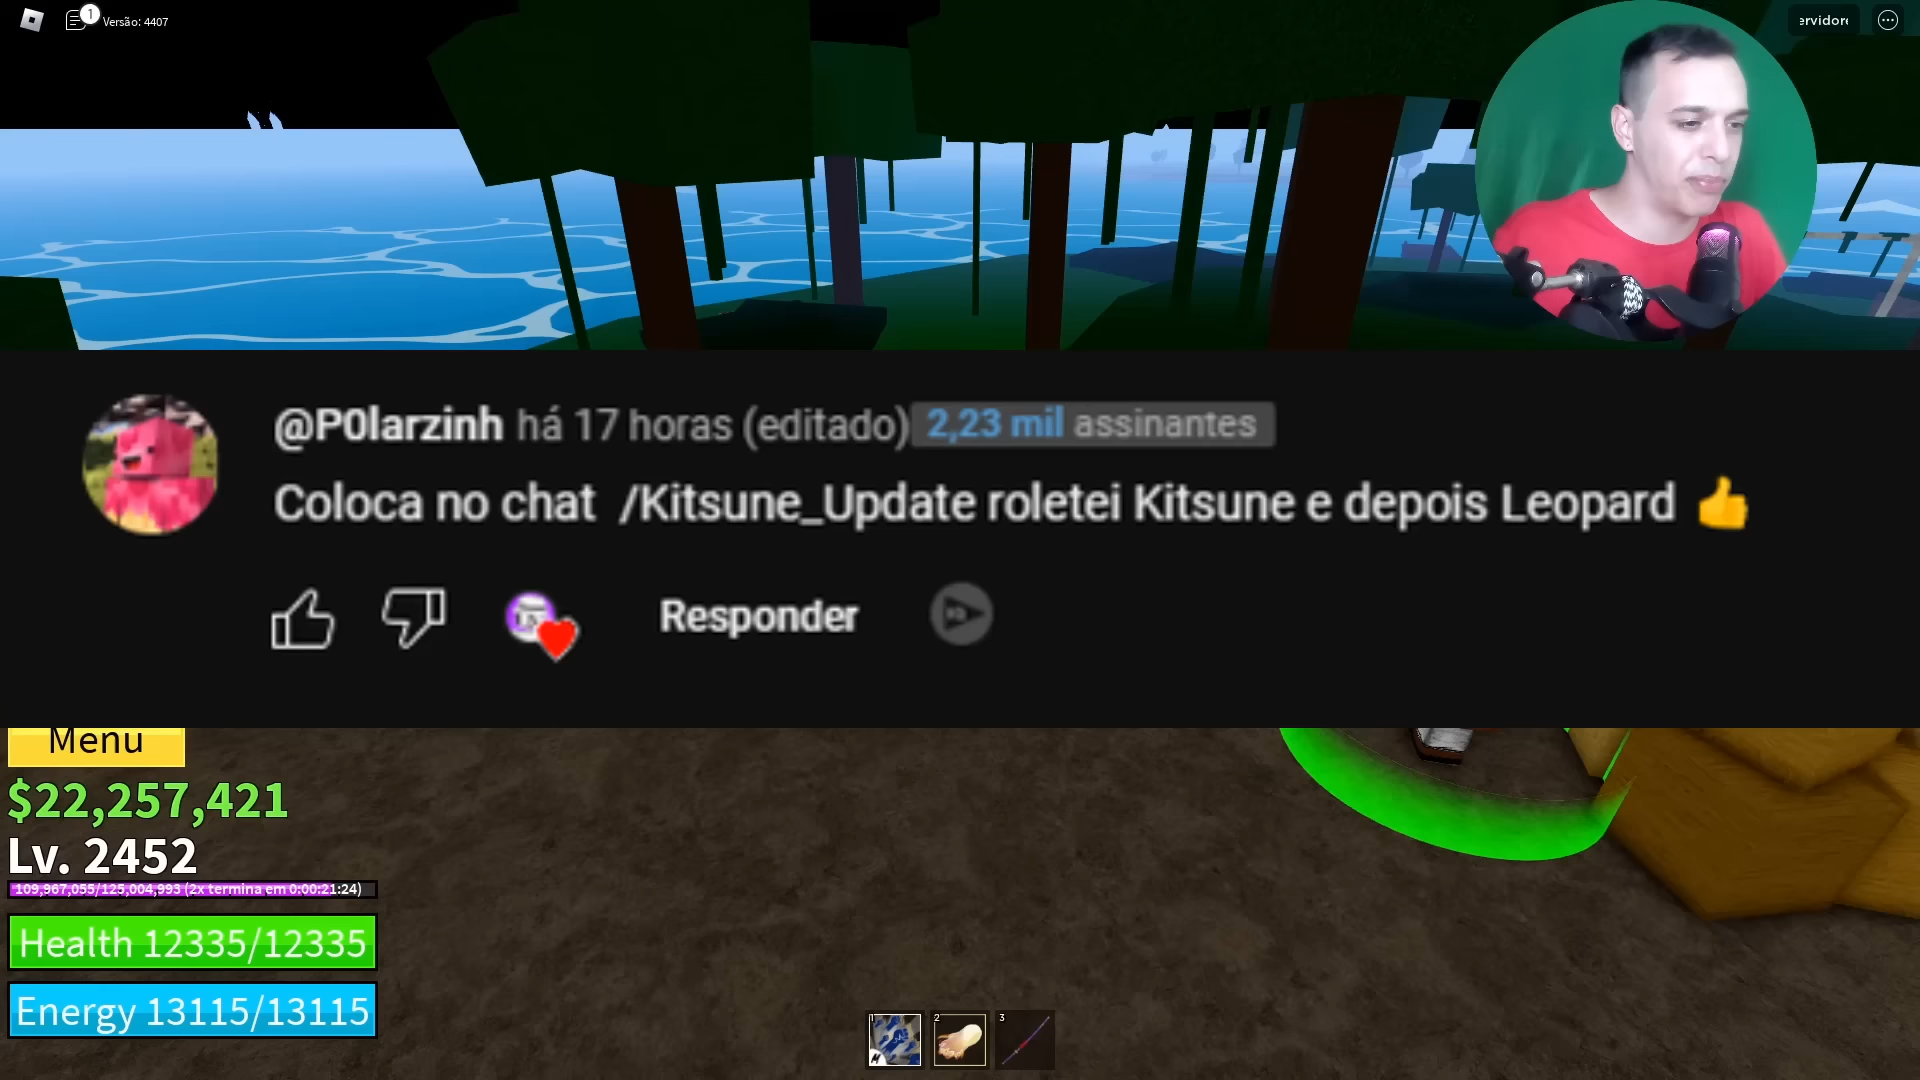 1
Versão: 4407
ervidor
@P0larzinh há 17 horas (editado) 2,23 mil assinantes
Coloca no chat /Kitsune_Update roletei Kitsune e depois Leopard 👍
Responder
Menu
$22,257,421
Lv. 2452
109,967,055/125,004,993 (2x termina em 0:00:21:24)
Health 12335/12335
Energy 13115/13115
1
2
3